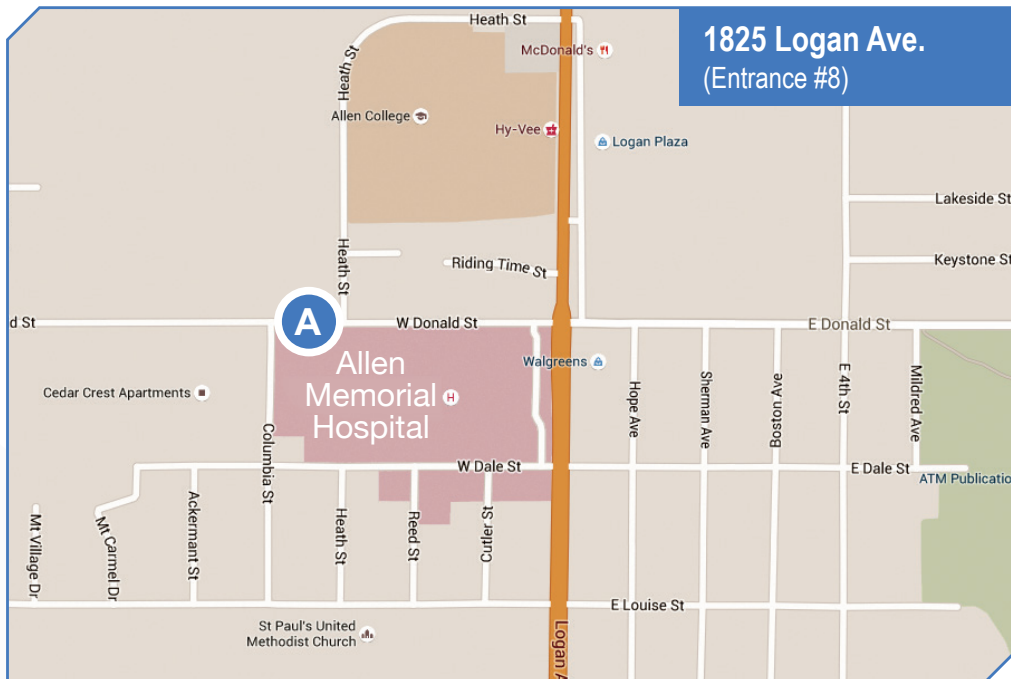 Heath St
McDonald's
1825 Logan Ave.
(Entrance #8)
Heath St
Allen College
Hy-Vee
Logan Plaza
Lakeside St
Heath St
Riding Time St
Keystone St
d St
A
W Donald St
E Donald St
Allen
Memorial
Hospital
H
Walgreens
Cedar Crest Apartments
Columbia St
Hope Ave
Sherman Ave
Boston Ave
E 4th St
Mildred Ave
W Dale St
E Dale St
ATM Publicatio
Mt Village Dr
Mt Carmel Dr
Ackermant St
Heath St
Reed St
Cutler St
E Louise St
St Paul's United
Methodist Church
Logan A